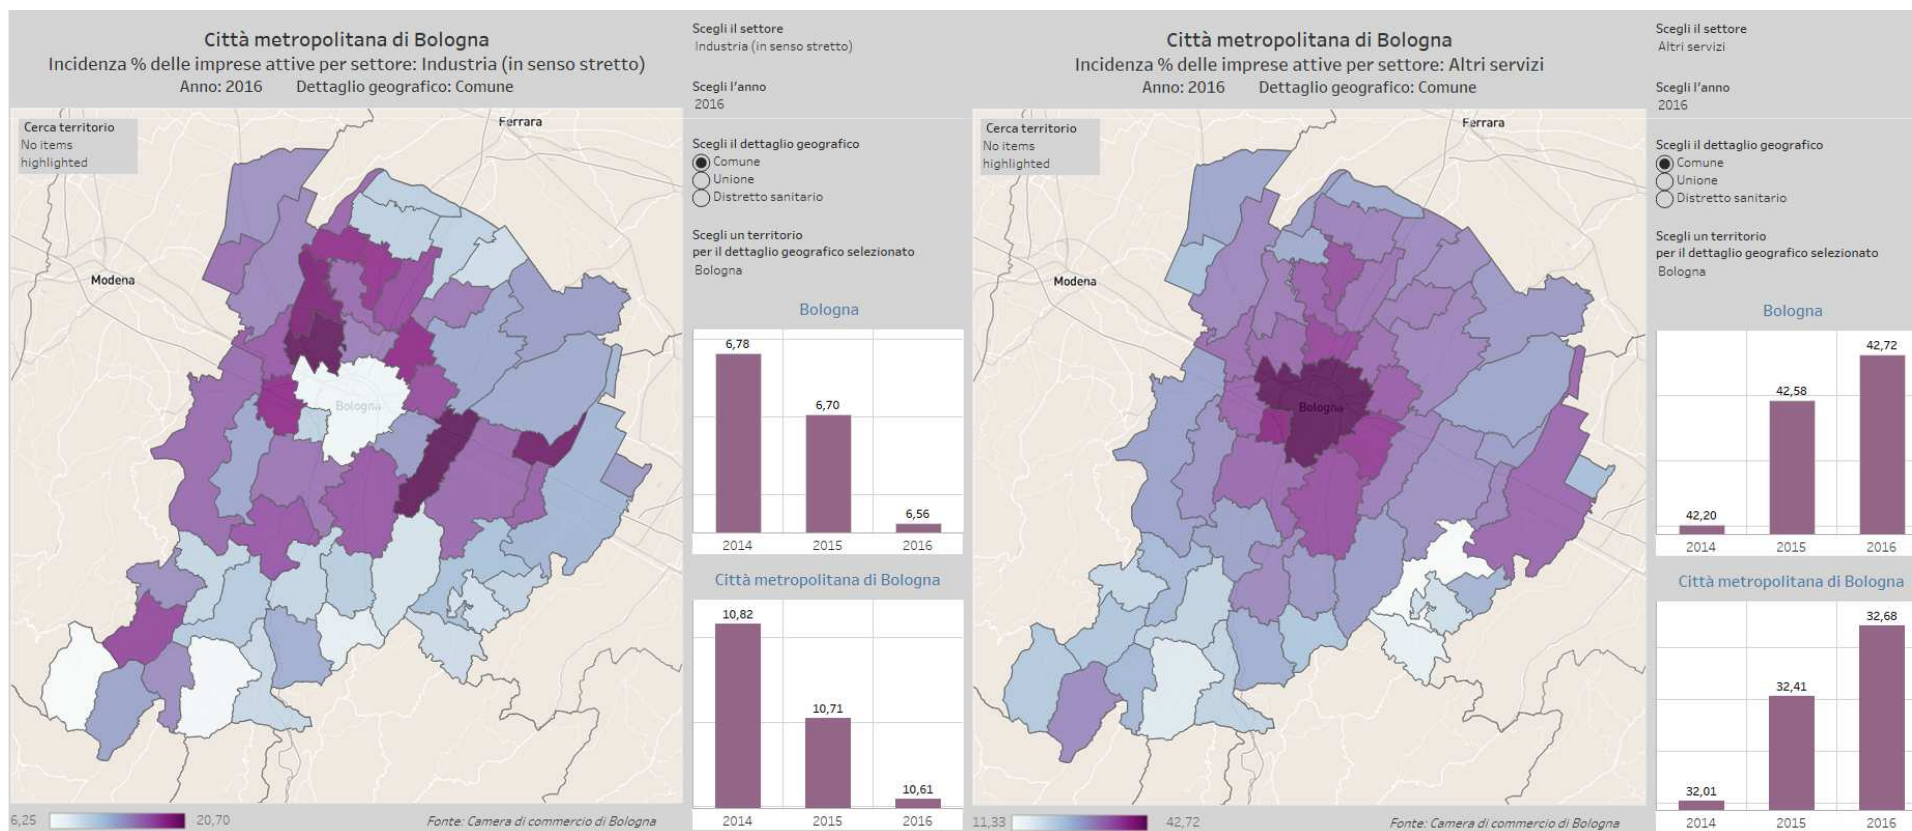 Città metropolitana di Bologna
Incidenza % delle imprese attive per settore: Industria (in senso stretto)
Anno: 2016 Dettaglio geografico: Comune
Cerca territorio
No items
highlighted
Ferrara
Modena
Bologna
6,25
20,70
Fonte: Camera di commercio di Bologna
Scegli il settore
Industria (in senso stretto)
Scegli l'anno
2016
Scegli il dettaglio geografico
Comune
Unione
Distretto sanitario
Scegli un territorio
per il dettaglio geografico selezionato
Bologna
Bologna
6,78
6,70
6,56
2014 2015 2016
Città metropolitana di Bologna
10,82
10,71
10,61
2014 2015 2016
Città metropolitana di Bologna
Incidenza % delle imprese attive per settore: Altri servizi
Anno: 2016 Dettaglio geografico: Comune
Cerca territorio
No items
highlighted
Ferrara
Modena
Bologna
11,33
42,72
Fonte: Camera di commercio di Bologna
Scegli il settore
Altri servizi
Scegli l'anno
2016
Scegli il dettaglio geografico
Comune
Unione
Distretto sanitario
Scegli un territorio
per il dettaglio geografico selezionato
Bologna
Bologna
42,20
42,58
42,72
2014 2015 2016
Città metropolitana di Bologna
32,01
32,41
32,68
2014 2015 2016